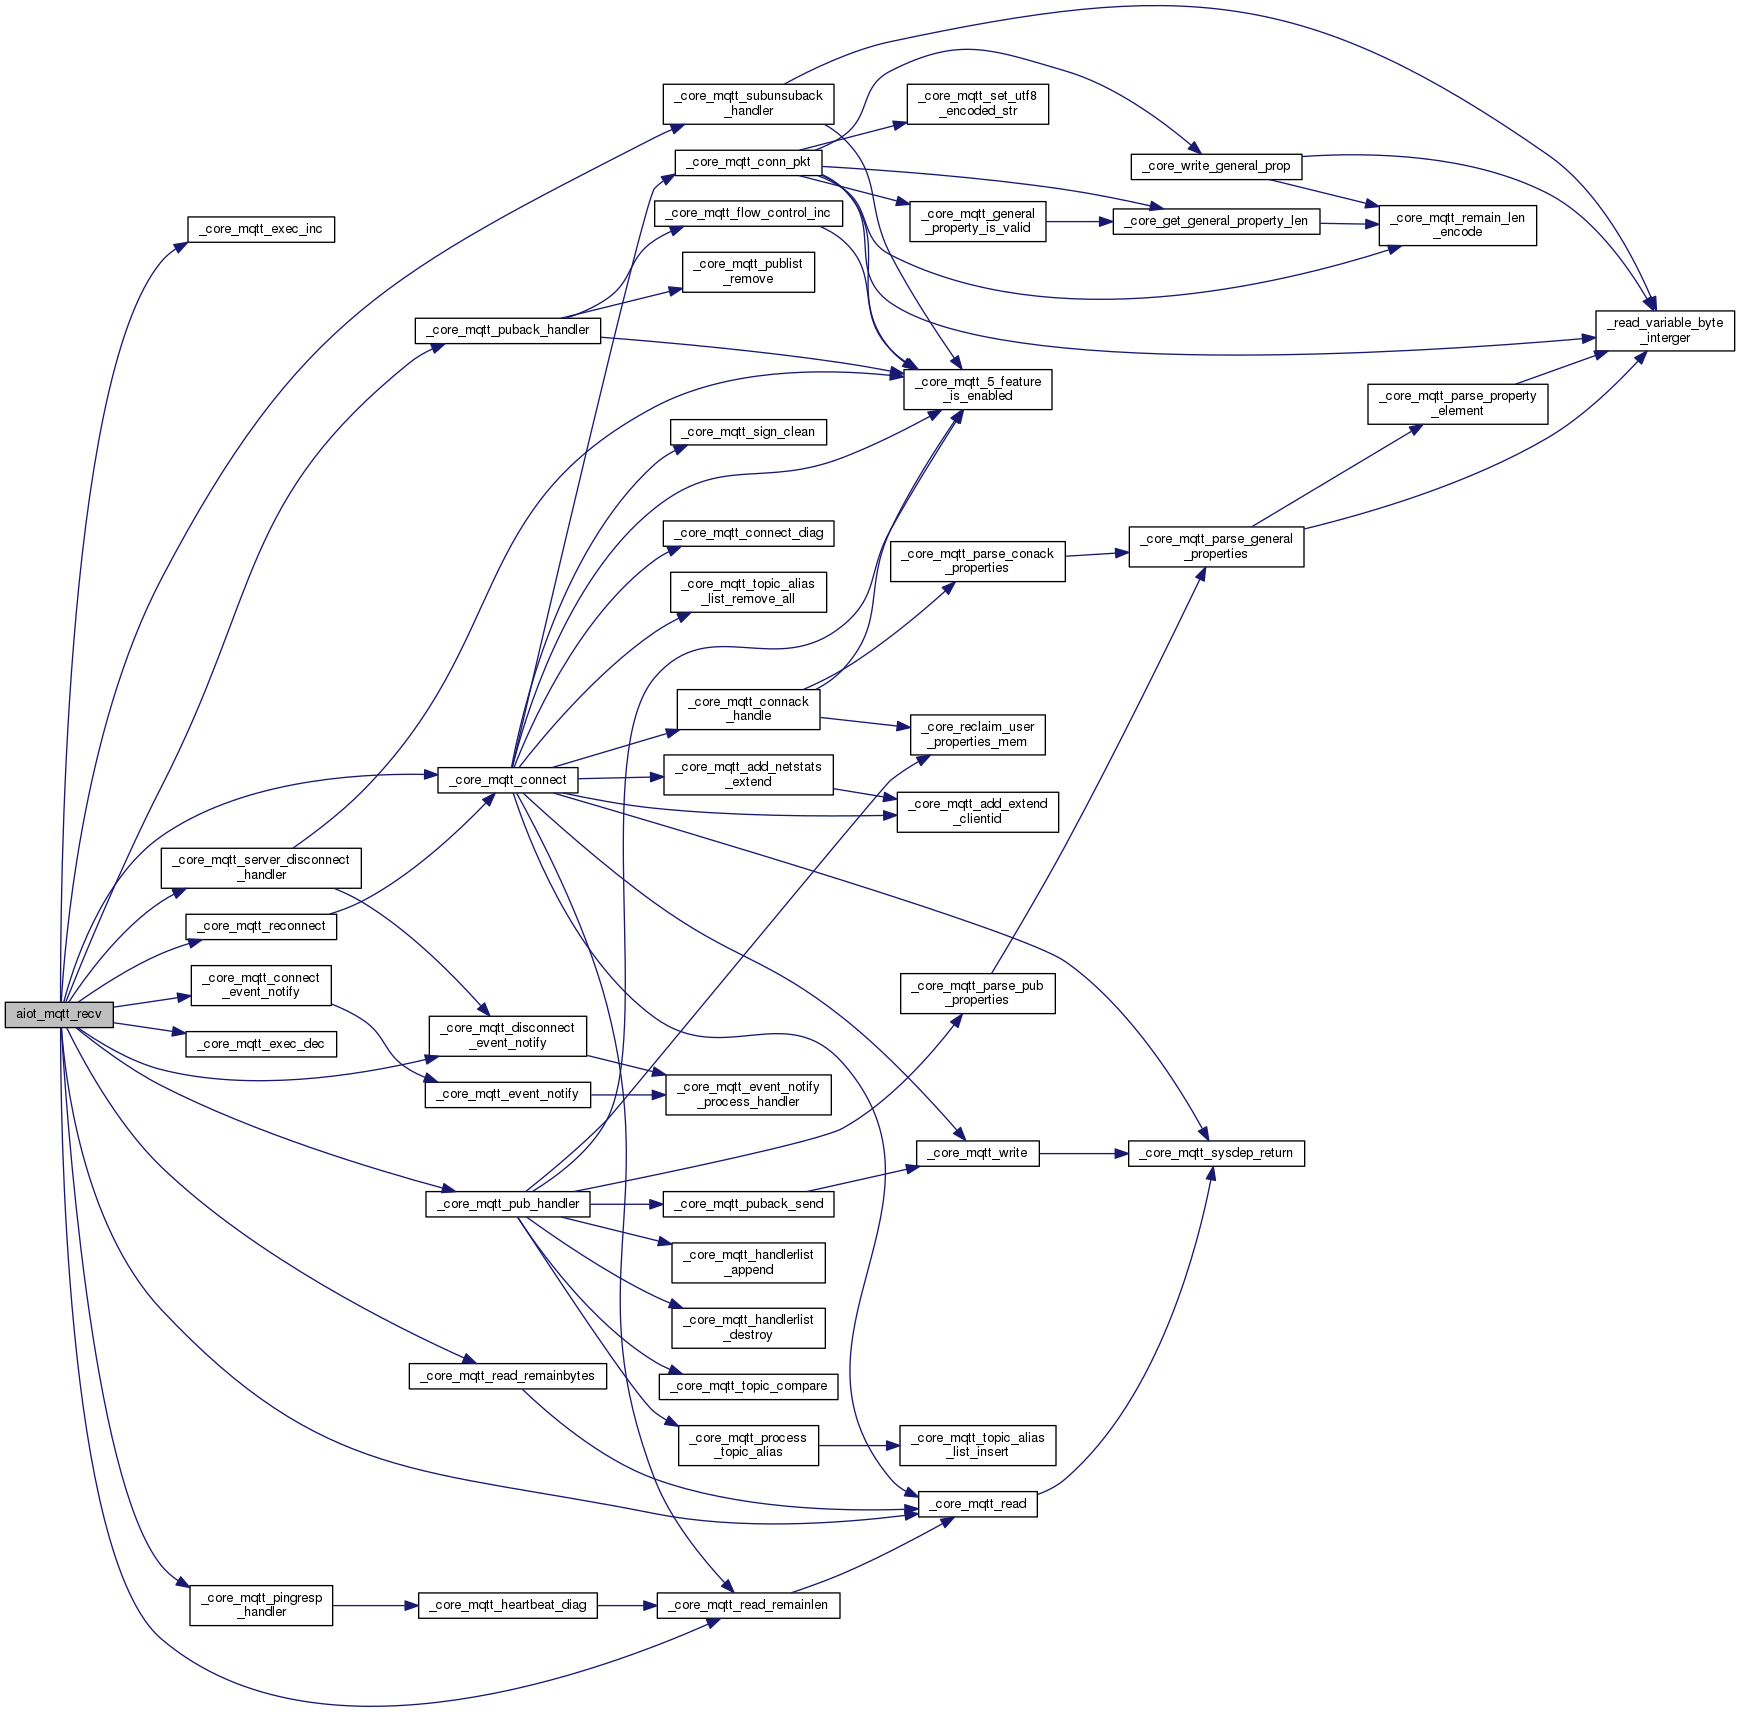 _core_mqtt_subunsuback
_handler
_core_mqtt_set_utf8
_encoded_str
_core_mqtt_conn_pkt
_core_write_general_prop
_core_mqtt_flow_control_inc
_core_mqtt_general
_property_is_valid
_core_get_general_property_len
_core_mqtt_remain_len
_encode
_core_mqtt_exec_inc
_core_mqtt_publist
_remove
_core_mqtt_puback_handler
_read_variable_byte
_interger
_core_mqtt_5_feature
_is_enabled
_core_mqtt_parse_property
_element
_core_mqtt_sign_clean
_core_mqtt_connect_diag
_core_mqtt_parse_conack
_properties
_core_mqtt_parse_general
_properties
_core_mqtt_topic_alias
_list_remove_all
_core_mqtt_connack
_handle
_core_reclaim_user
_properties_mem
_core_mqtt_connect
_core_mqtt_add_netstats
_extend
_core_mqtt_add_extend
_clientid
_core_mqtt_server_disconnect
_handler
_core_mqtt_reconnect
_core_mqtt_connect
_event_notify
_core_mqtt_parse_pub
_properties
aiot_mqtt_recv
_core_mqtt_exec_dec
_core_mqtt_disconnect
_event_notify
_core_mqtt_event_notify
_core_mqtt_event_notify
_process_handler
_core_mqtt_write
_core_mqtt_sysdep_return
_core_mqtt_pub_handler
_core_mqtt_puback_send
_core_mqtt_handlerlist
_append
_core_mqtt_handlerlist
_destroy
_core_mqtt_read_remainbytes
_core_mqtt_topic_compare
_core_mqtt_process
_topic_alias
_core_mqtt_topic_alias
_list_insert
_core_mqtt_read
_core_mqtt_pingresp
_handler
_core_mqtt_heartbeat_diag
_core_mqtt_read_remainlen